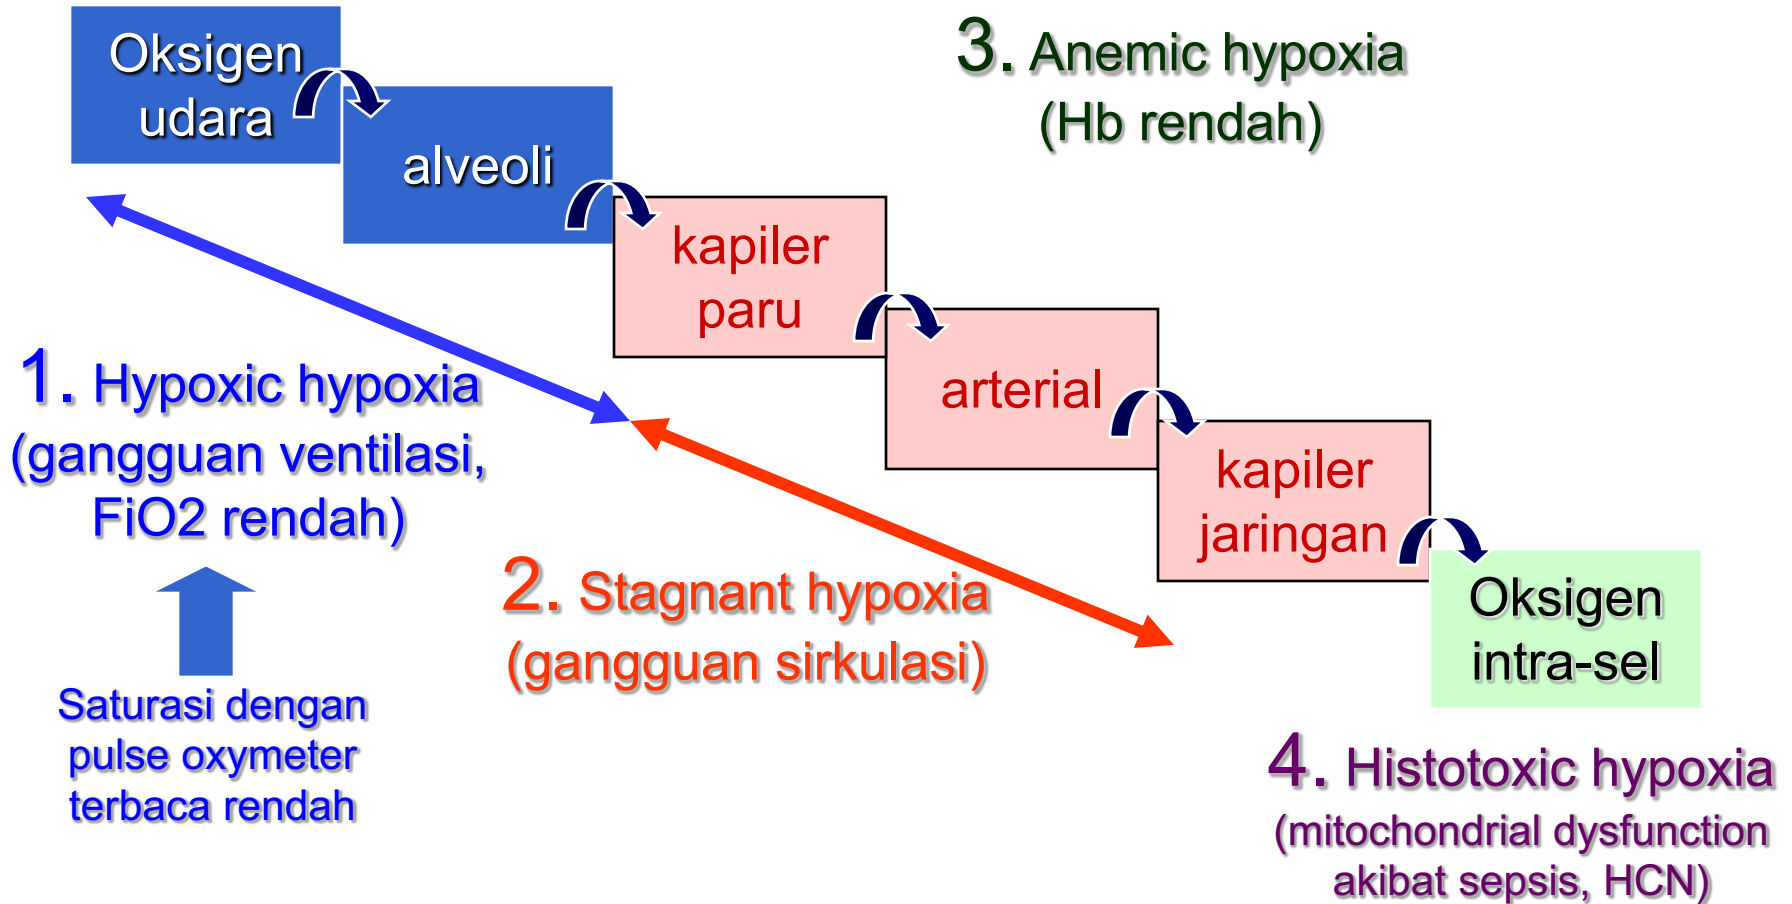 Oksigen
udara
alveoli
kapiler
paru
arterial
kapiler
jaringan
Oksigen
intra-sel
1. Hypoxic hypoxia
(gangguan ventilasi,
FiO2 rendah)
Saturasi dengan
pulse oxymeter
terbaca rendah
2. Stagnant hypoxia
(gangguan sirkulasi)
3. Anemic hypoxia
(Hb rendah)
4. Histotoxic hypoxia
(mitochondrial dysfunction
akibat sepsis, HCN)